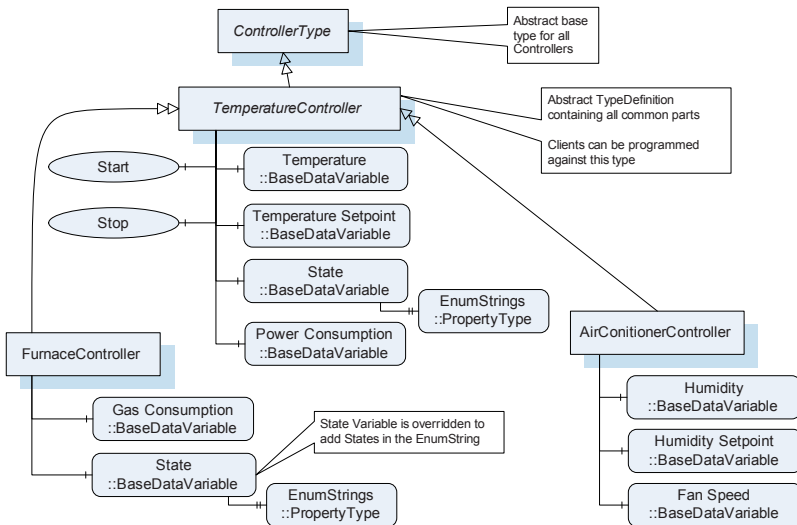 ControllerType
Abstract base
type for all
Controllers
TemperatureController
Abstract TypeDefinition
containing all common parts
Clients can be programmed
against this type
Start
Temperature
::BaseDataVariable
Stop
Temperature Setpoint
::BaseDataVariable
State
::BaseDataVariable
EnumStrings
::PropertyType
Power Consumption
::BaseDataVariable
FurnaceController
AirConitionerController
Gas Consumption
::BaseDataVariable
State Variable is overridden to
add States in the EnumString
State
::BaseDataVariable
EnumStrings
::PropertyType
Humidity
::BaseDataVariable
Humidity Setpoint
::BaseDataVariable
Fan Speed
::BaseDataVariable